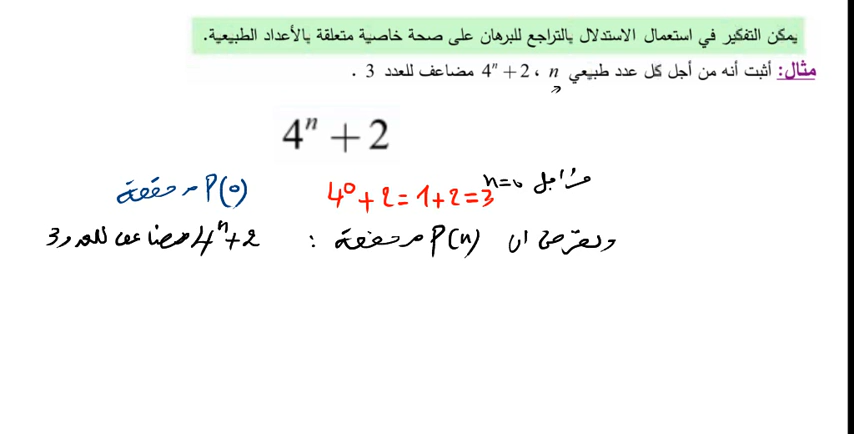 يمكن التفكير في استعمال الاستدلال بالتراجع للبرهان على صحة خاصية متعلقة بالأعداد الطبيعية.
مثال: أثبت أنه من أجل كل عدد طبيعي n ، 4ⁿ + 2 مضاعف للعدد 3 .
4ⁿ + 2
من أجل n=0 4⁰+2=1+2=3 P(0) محققة
ونفرض ان P(n) محققة : 4ⁿ+2 مضاعف للعدد 3